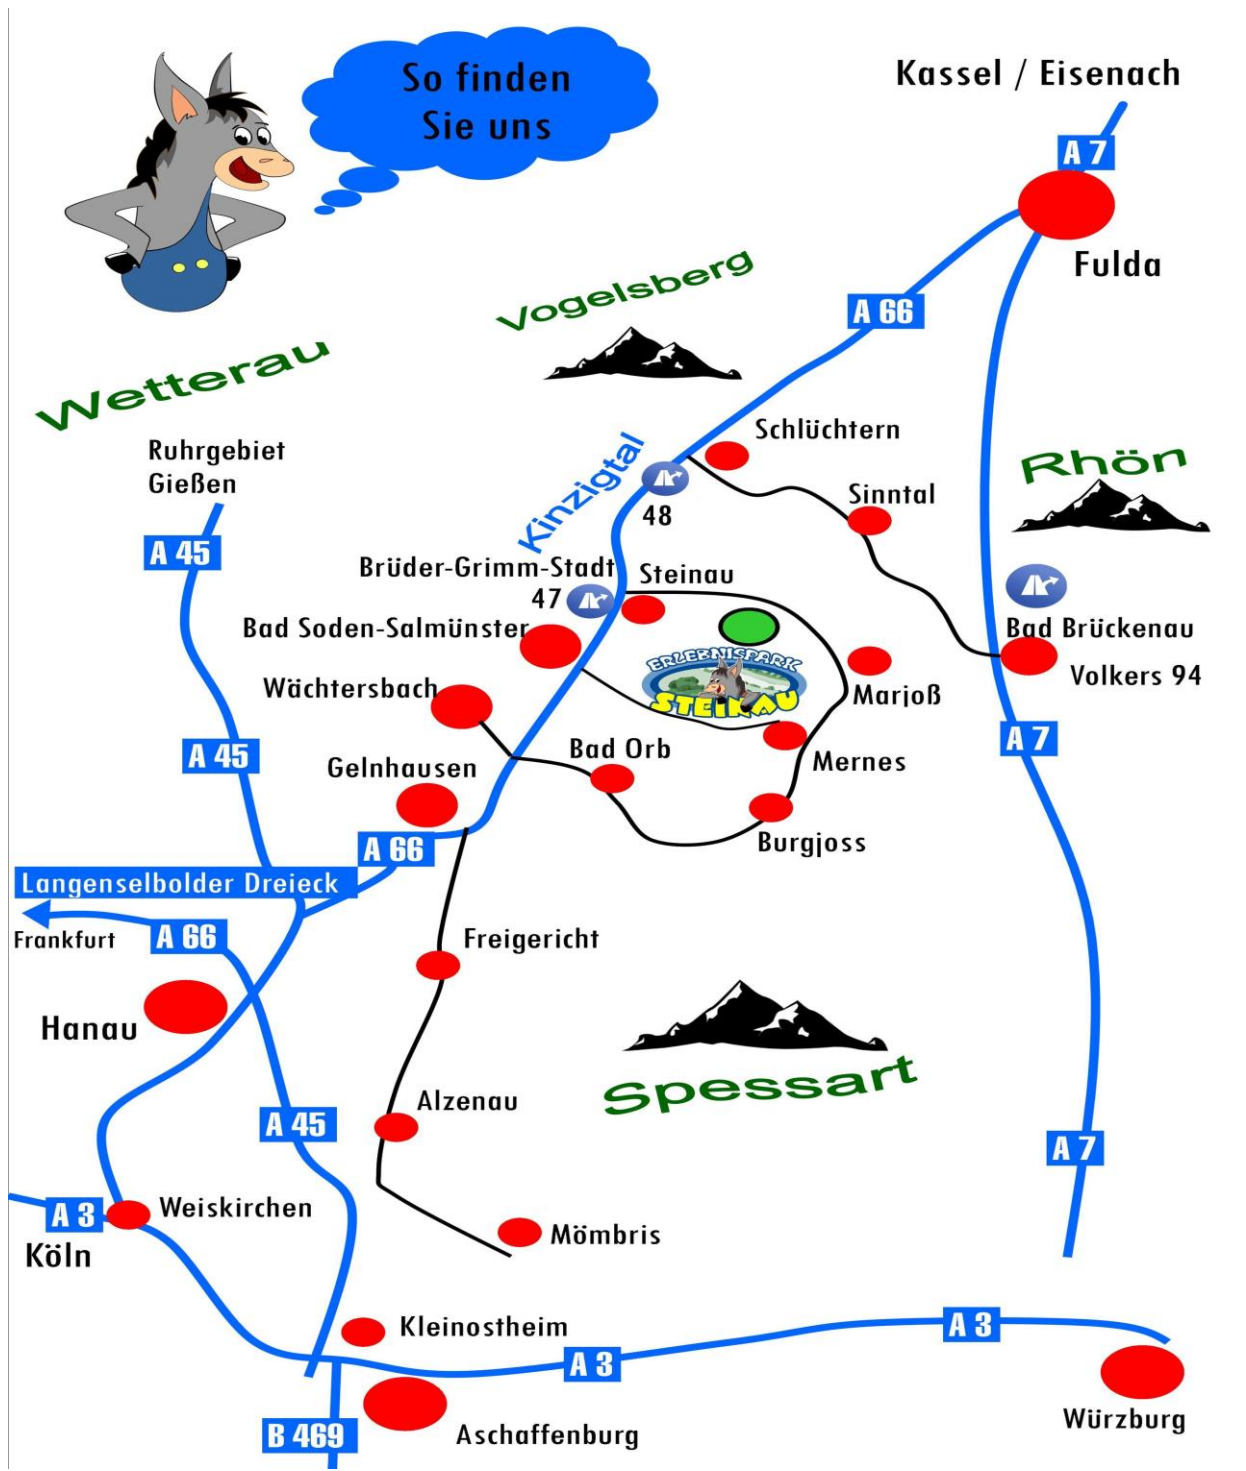 So finden
Sie uns
Kassel / Eisenach
A 7
Fulda
Vogelsberg
A 66
Wetterau
Ruhrgebiet
Gießen
Schlüchtern
Kinzigtal
Rhön
48
Sinntal
A 45
Brüder-Grimm-Stadt
Steinau
47
Bad Soden-Salmünster
Bad Brückenau
Volkers 94
ERLEBNISPARK
STEINAU
Wächtersbach
Marjoß
A 45
Bad Orb
A 7
Mernes
Gelnhausen
Burgjoss
A 66
Langenselbolder Dreieck
Frankfurt
A 66
Freigericht
Hanau
Spessart
Alzenau
A 45
A 7
Weiskirchen
A 3
Köln
Mömbris
Kleinostheim
A 3
A 3
Würzburg
B 469
Aschaffenburg